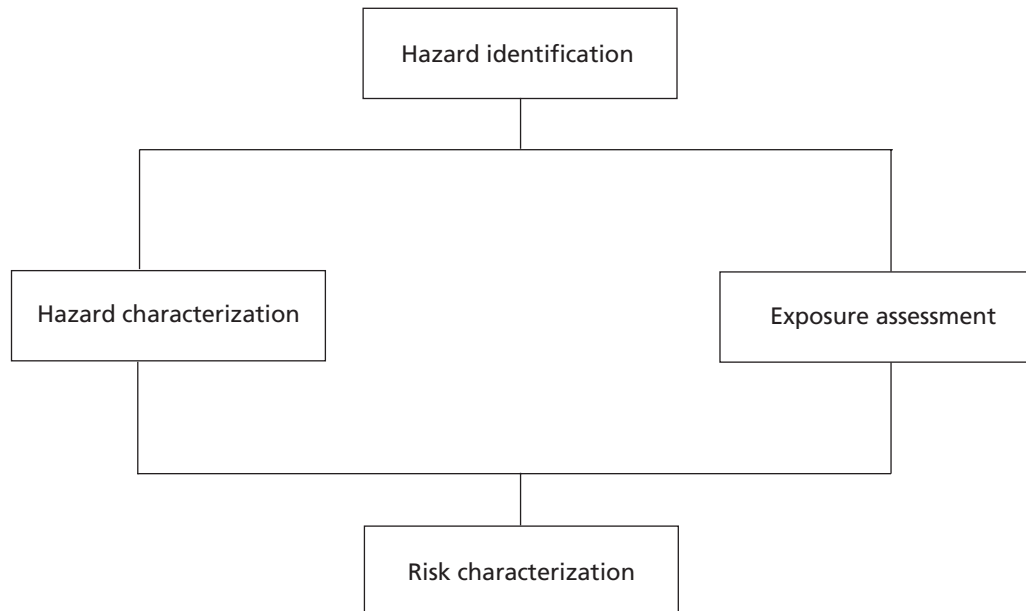 Hazard identification
Hazard characterization
Exposure assessment
Risk characterization